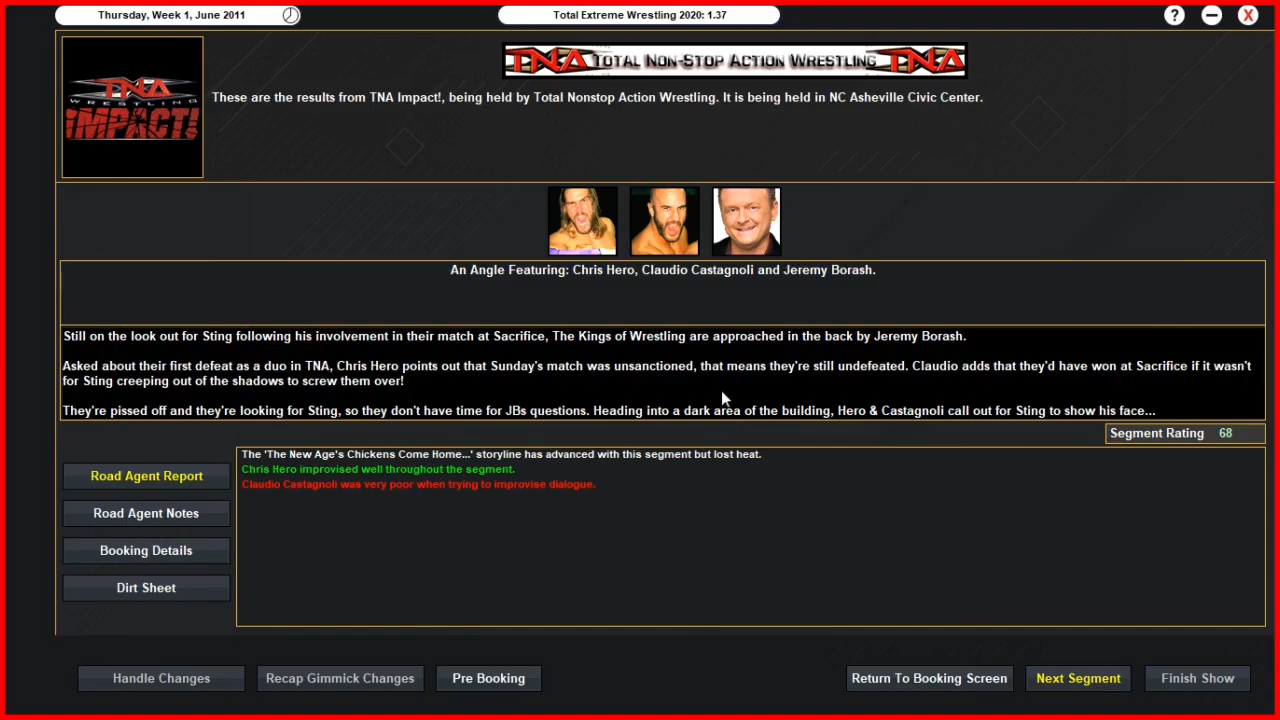 Thursday, Week 1, June 2011
Total Extreme Wrestling 2020: 1.37
?
X
TNA TOTAL NON-STOP ACTION WRESTLING TNA
TNA
WRESTLING
iMPACT!
These are the results from TNA Impact!, being held by Total Nonstop Action Wrestling. It is being held in NC Asheville Civic Center.
An Angle Featuring: Chris Hero, Claudio Castagnoli and Jeremy Borash.
Still on the look out for Sting following his involvement in their match at Sacrifice, The Kings of Wrestling are approached in the back by Jeremy Borash.
Asked about their first defeat as a duo in TNA, Chris Hero points out that Sunday's match was unsanctioned, that means they're still undefeated. Claudio adds that they'd have won at Sacrifice if it wasn't
for Sting creeping out of the shadows to screw them over!
They're pissed off and they're looking for Sting, so they don't have time for JBs questions. Heading into a dark area of the building, Hero & Castagnoli call out for Sting to show his face...
Segment Rating 68
The 'The New Age's Chickens Come Home...' storyline has advanced with this segment but lost heat.
Chris Hero improvised well throughout the segment.
Claudio Castagnoli was very poor when trying to improvise dialogue.
Road Agent Report
Road Agent Notes
Booking Details
Dirt Sheet
Handle Changes
Recap Gimmick Changes
Pre Booking
Return To Booking Screen
Next Segment
Finish Show